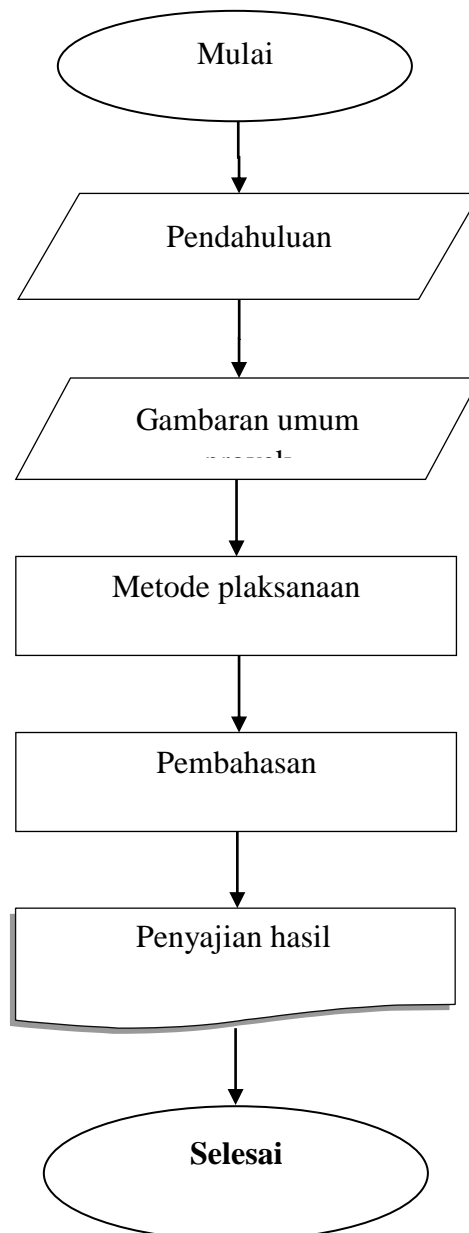 Mulai
Pendahuluan
Gambaran umum
Metode plaksanaan
Pembahasan
Penyajian hasil
Selesai